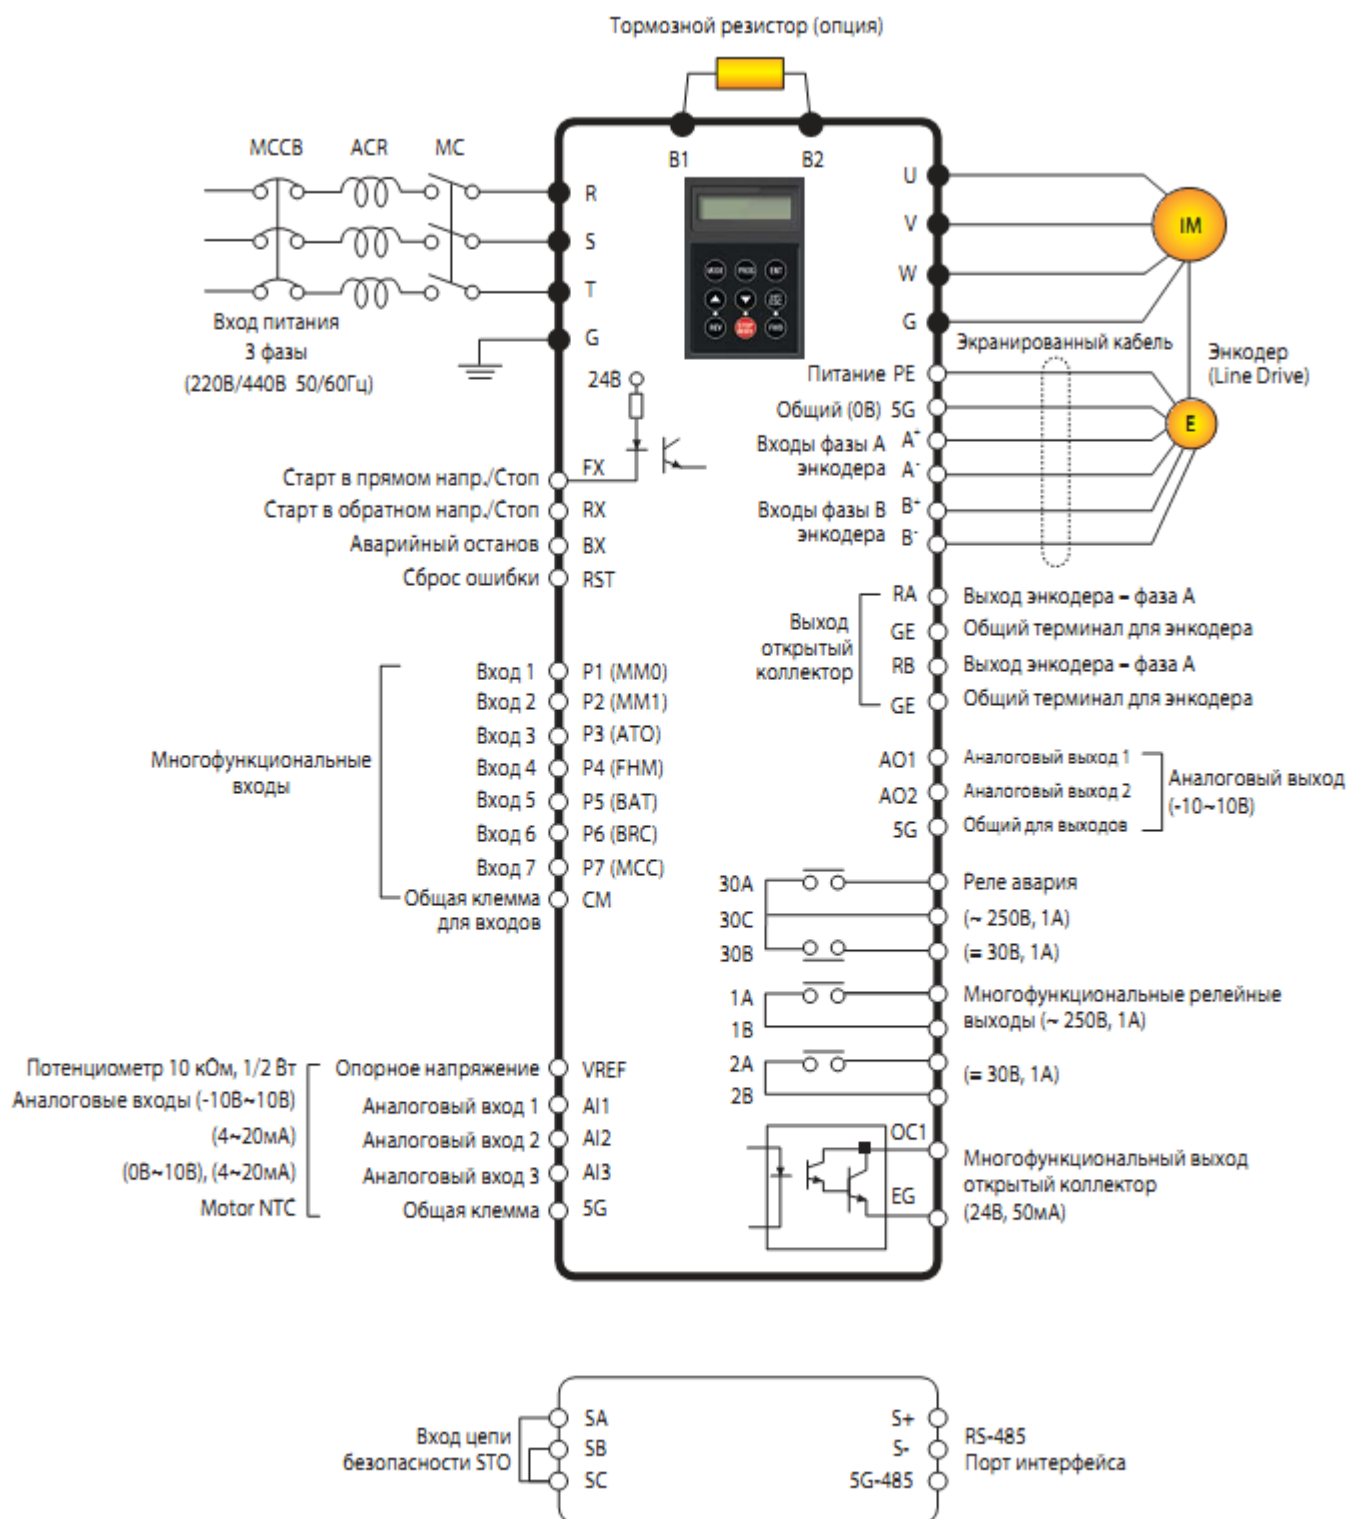 Тормозной резистор (опция)
B1
B2
MCCB
ACR
MC
R
S
T
G
Вход питания
3 фазы
(220В/440В 50/60Гц)
MODE
PROG
ENT
REV
STOP
FWD
U
V
W
G
IM
Экранированный кабель
Энкодер
(Line Drive)
E
Питание PE
Общий (0В) 5G
Входы фазы А
энкодера
A+
A-
Входы фазы В
энкодера
B+
B-
24В
Старт в прямом напр./Стоп
FX
Старт в обратном напр./Стоп
RX
Аварийный останов
BX
Сброс ошибки
RST
Выход
открытый
коллектор
RA
Выход энкодера – фаза А
GE
Общий терминал для энкодера
RB
Выход энкодера – фаза А
GE
Общий терминал для энкодера
Многофункциональные
входы
Вход 1
P1 (MM0)
Вход 2
P2 (MM1)
Вход 3
P3 (ATO)
Вход 4
P4 (FHM)
Вход 5
P5 (BAT)
Вход 6
P6 (BRC)
Вход 7
P7 (MCC)
Общая клемма
для входов
CM
AO1
Аналоговый выход 1
AO2
Аналоговый выход 2
5G
Общий для выходов
Аналоговый выход
(-10~10В)
30A
Реле авария
30C
(~ 250В, 1А)
30B
(= 30В, 1А)
1A
1B
Многофункциональные релейные
выходы (~ 250В, 1А)
2A
2B
(= 30В, 1А)
Потенциометр 10 кОм, 1/2 Вт
Аналоговые входы (-10В~10В)
(4~20мА)
(0В~10В), (4~20мА)
Motor NTC
Опорное напряжение
VREF
Аналоговый вход 1
AI1
Аналоговый вход 2
AI2
Аналоговый вход 3
AI3
Общая клемма
5G
OC1
EG
Многофункциональный выход
открытый коллектор
(24В, 50мА)
Вход цепи
безопасности STO
SA
SB
SC
S+
S-
5G-485
RS-485
Порт интерфейса